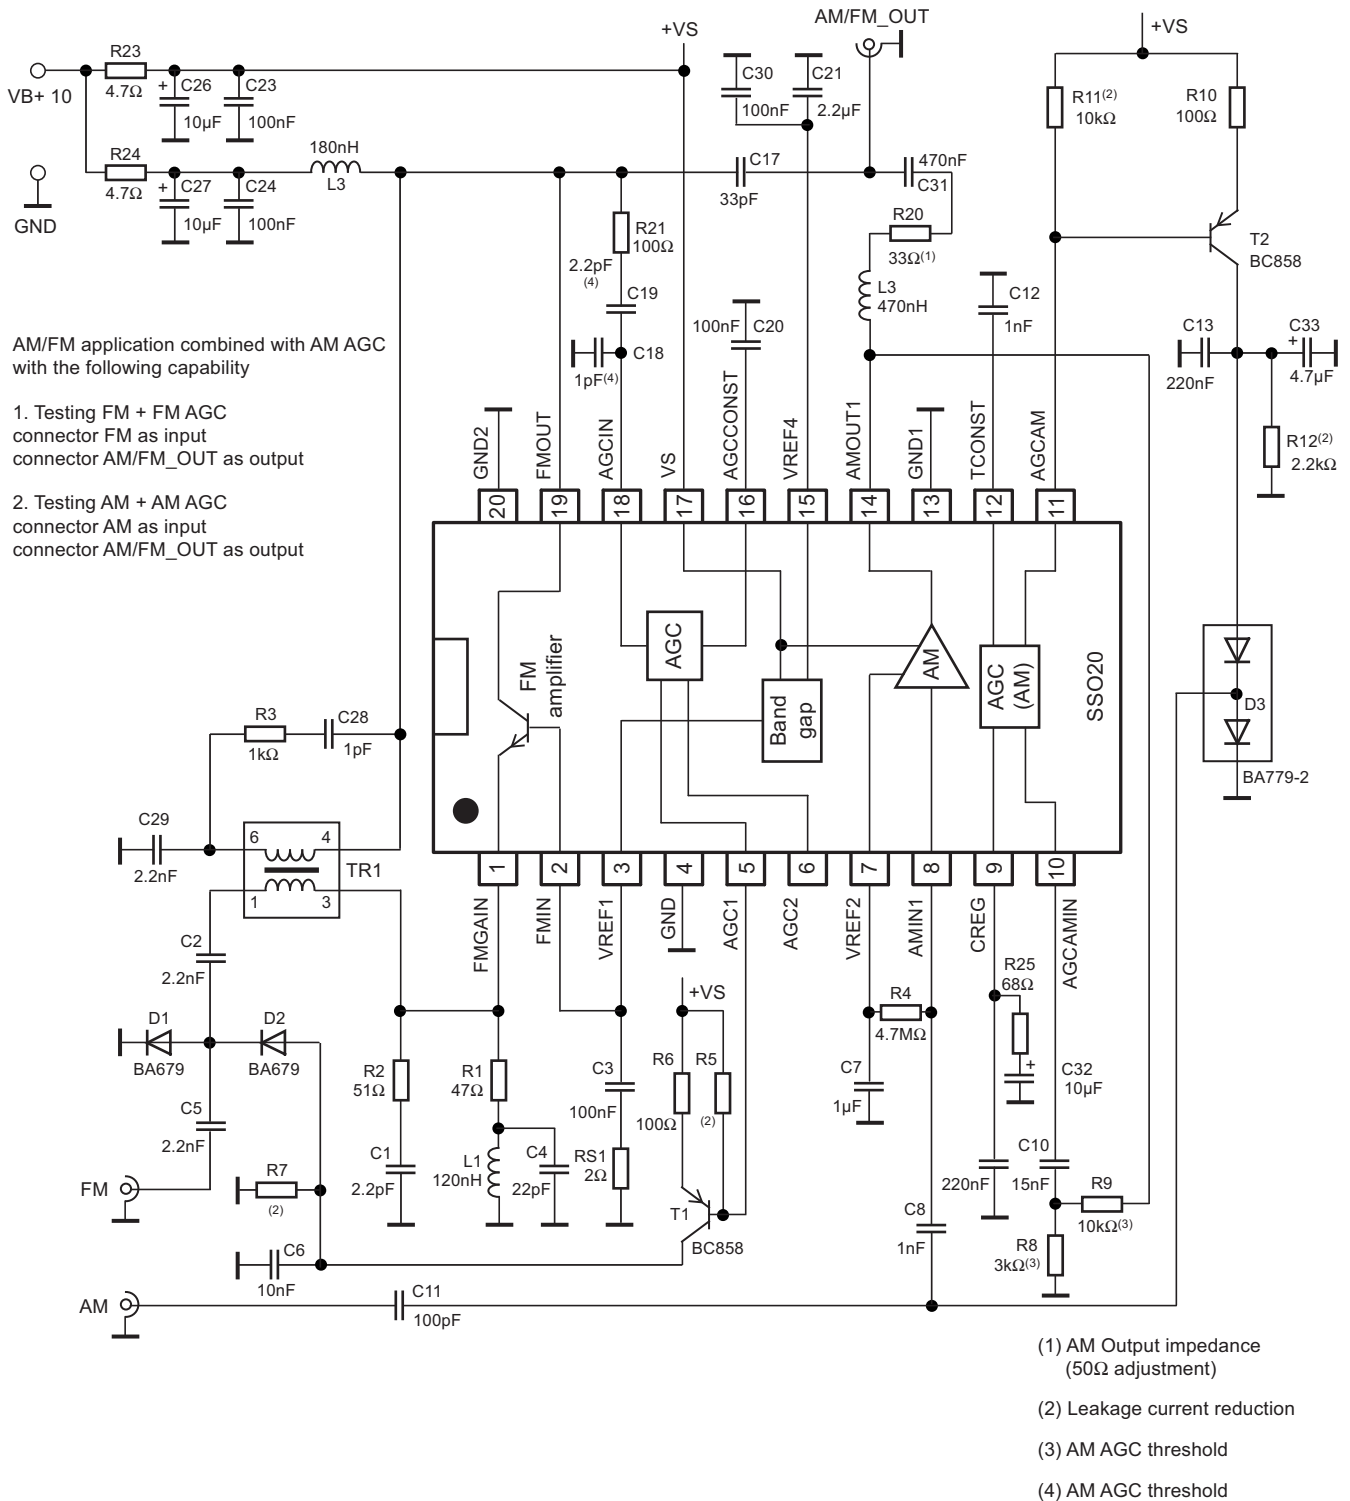 AM/FM_OUT
+VS
+VS
R23
4.7Ω
VB+ 10
+
C26
10µF
C23
100nF
C30
100nF
C21
2.2µF
R11(2)
10kΩ
R10
100Ω
R24
4.7Ω
+
C27
10µF
C24
100nF
180nH
L3
C17
33pF
470nF
C31
GND
R21
100Ω
R20
33Ω(1)
T2
BC858
2.2pF
(4)
C19
L3
470nH
C12
1nF
100nF
C20
C13
220nF
C33
+
4.7µF
C18
1pF(4)
AM/FM application combined with AM AGC
with the following capability
1. Testing FM + FM AGC
connector FM as input
connector AM/FM_OUT as output
2. Testing AM + AM AGC
connector AM as input
connector AM/FM_OUT as output
R12(2)
2.2kΩ
GND2
FMOUT
AGCIN
VS
AGCCONST
VREF4
AMOUT1
GND1
TCONST
AGCAM
20
19
18
17
16
15
14
13
12
11
FM
amplifier
AGC
Band
gap
AM
AGC
(AM)
SSO20
D3
BA779-2
R3
1kΩ
C28
1pF
C29
2.2nF
6
4
TR1
1
3
1
2
3
4
5
6
7
8
9
10
FMGAIN
FMIN
VREF1
GND
AGC1
AGC2
VREF2
AMIN1
CREG
AGCAMIN
C2
2.2nF
D1
BA679
D2
BA679
C5
2.2nF
R2
51Ω
R1
47Ω
C3
100nF
+VS
R6
100Ω
R5
(2)
R4
4.7MΩ
C7
1µF
R25
68Ω
+
C32
10µF
C1
2.2pF
L1
120nH
C4
22pF
RS1
2Ω
FM
R7
(2)
T1
BC858
220nF
C10
15nF
R9
10kΩ(3)
C8
1nF
R8
3kΩ(3)
C6
10nF
AM
C11
100pF
(1) AM Output impedance
(50Ω adjustment)
(2) Leakage current reduction
(3) AM AGC threshold
(4) AM AGC threshold